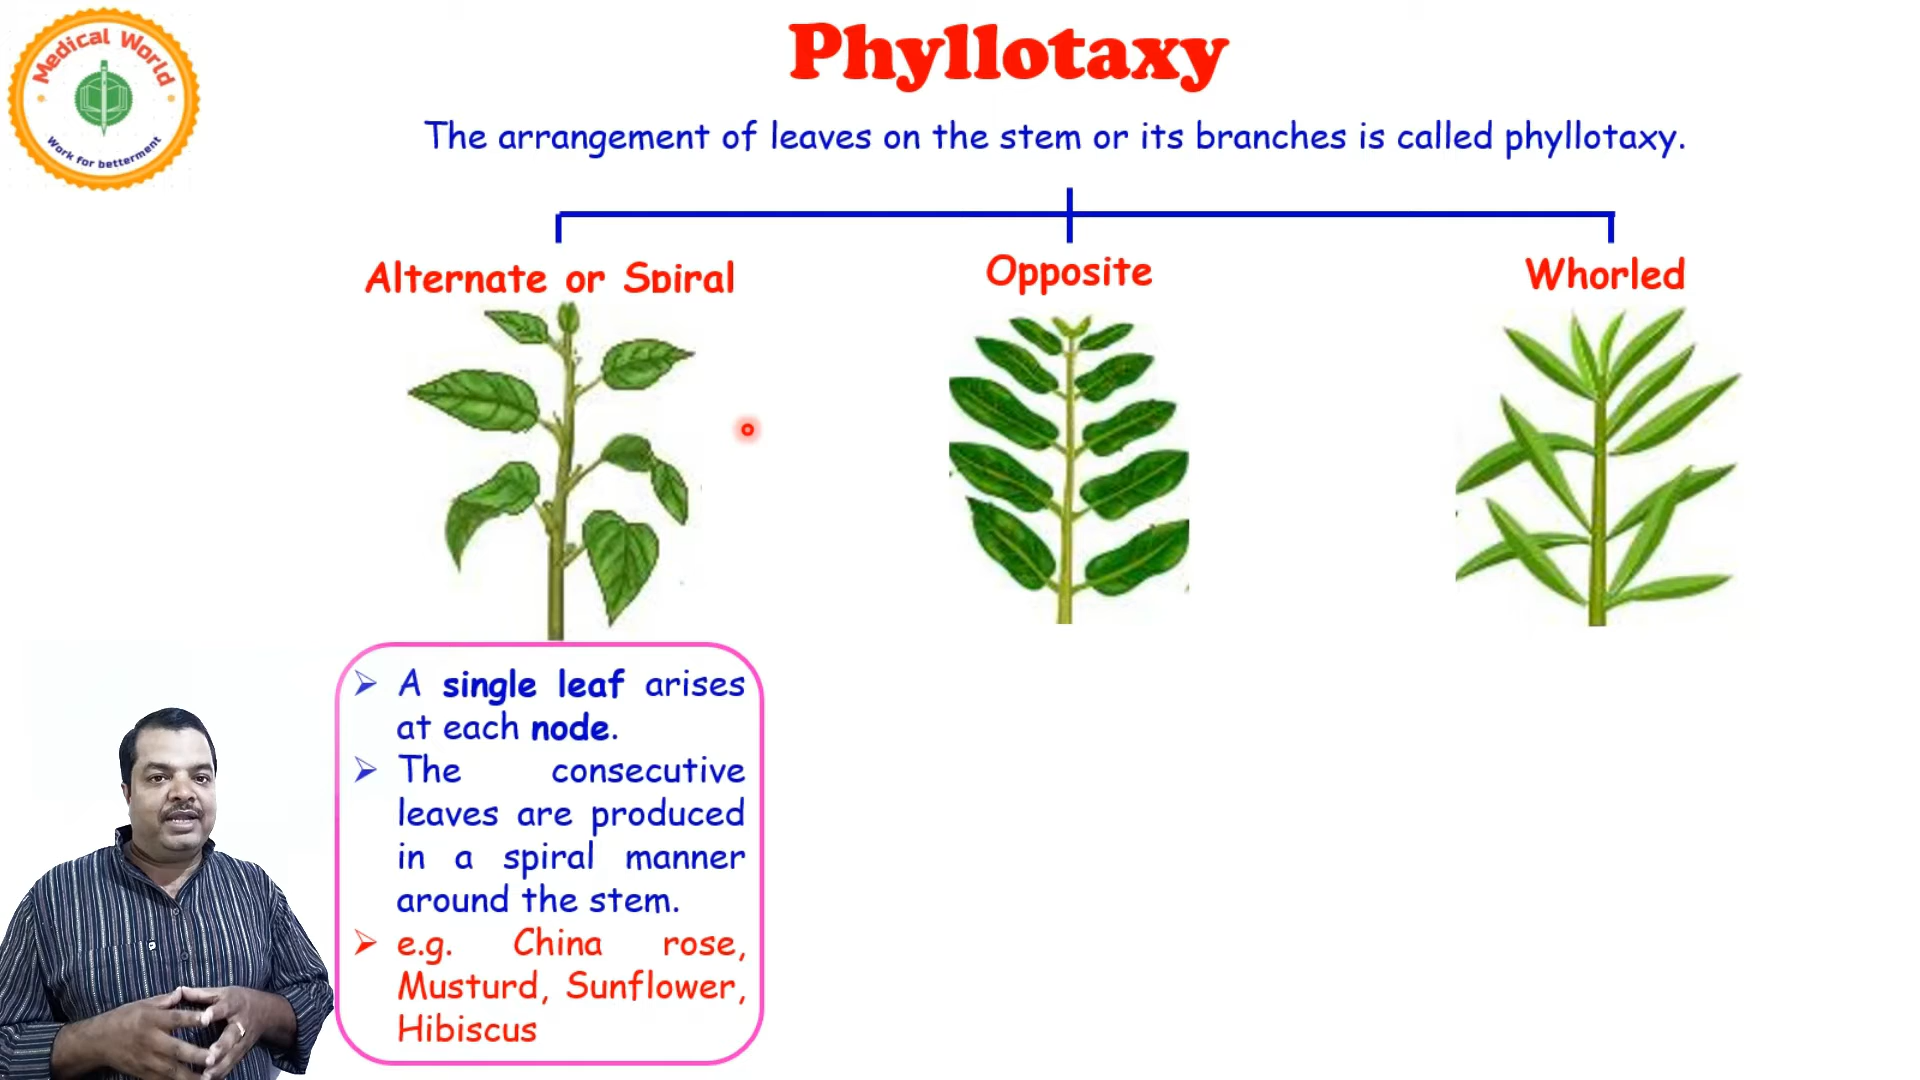 Medical World
Work for betterment
Phyllotaxy
The arrangement of leaves on the stem or its branches is called phyllotaxy.
Alternate or Spiral
Opposite
Whorled
A single leaf arises
at each node.
The consecutive
leaves are produced
in a spiral manner
around the stem.
e.g. China rose,
Musturd, Sunflower,
Hibiscus